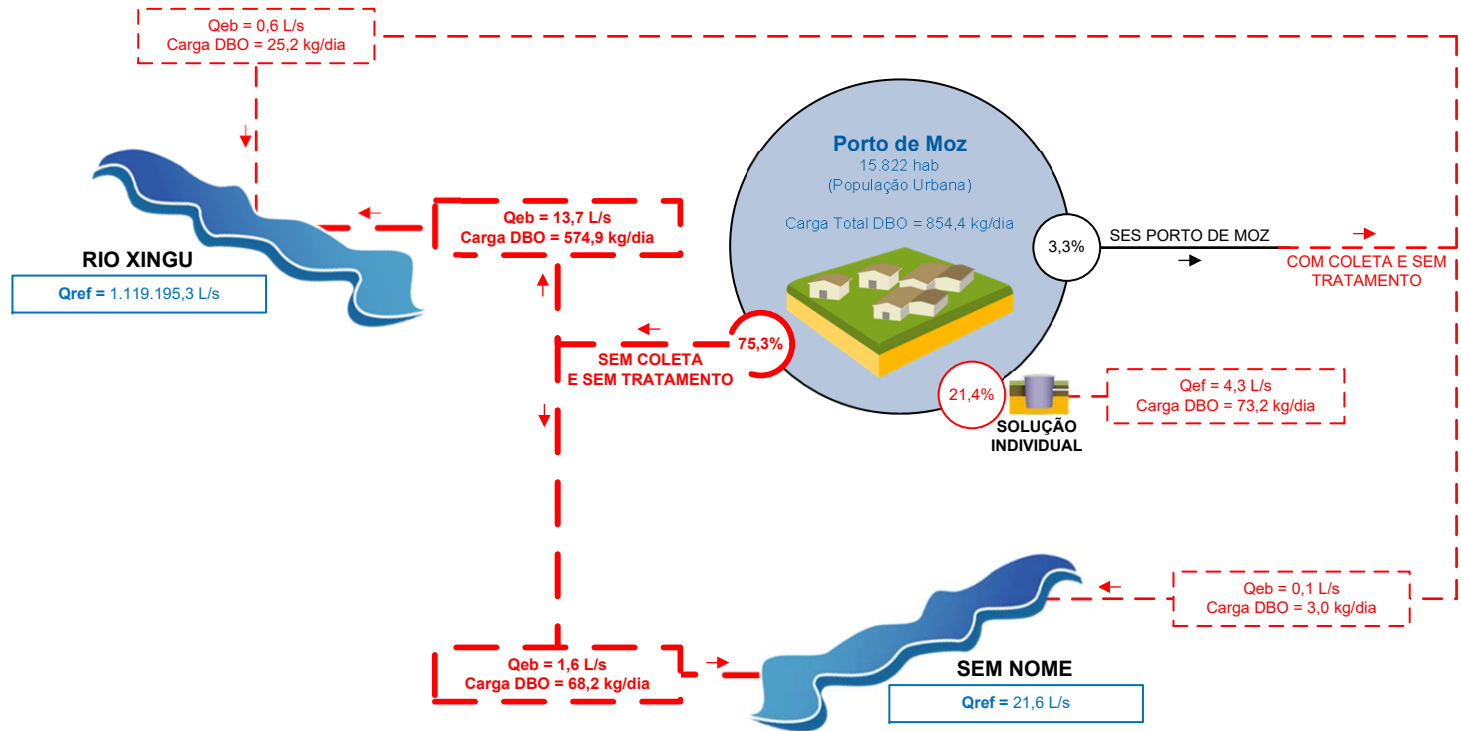 Qeb = 0,6 L/s
Carga DBO = 25,2 kg/dia
Porto de Moz
15.822 hab
(População Urbana)
Carga Total DBO = 854,4 kg/dia
Qeb = 13,7 L/s
Carga DBO = 574,9 kg/dia
RIO XINGU
Qref = 1.119.195,3 L/s
3,3%
SES PORTO DE MOZ
COM COLETA E SEM
TRATAMENTO
75,3%
SEM COLETA
E SEM TRATAMENTO
21,4%
SOLUÇÃO
INDIVIDUAL
Qef = 4,3 L/s
Carga DBO = 73,2 kg/dia
Qeb = 0,1 L/s
Carga DBO = 3,0 kg/dia
Qeb = 1,6 L/s
Carga DBO = 68,2 kg/dia
SEM NOME
Qref = 21,6 L/s